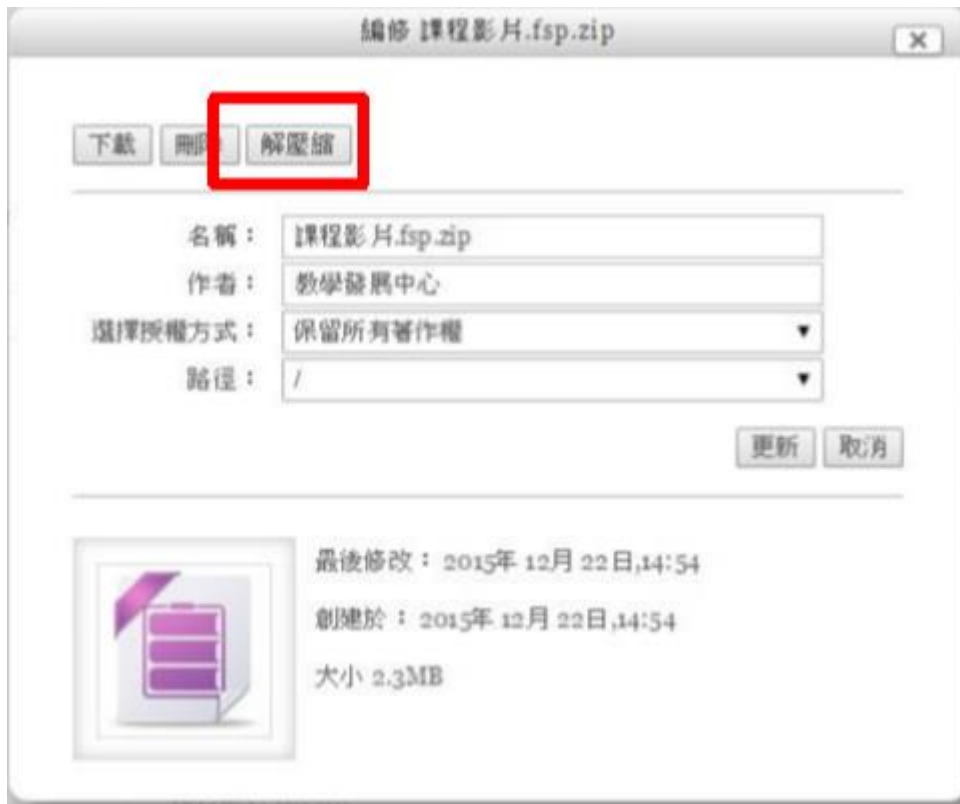 編修 課程影片.fsp.zip
下載 刪除 解壓縮
名稱： 課程影片.fsp.zip
作者： 教學發展中心
選擇授權方式： 保留所有著作權
路徑： /
更新 取消
最後修改： 2015年 12月 22日,14:54
創建於： 2015年 12月 22日,14:54
大小 2.3MB